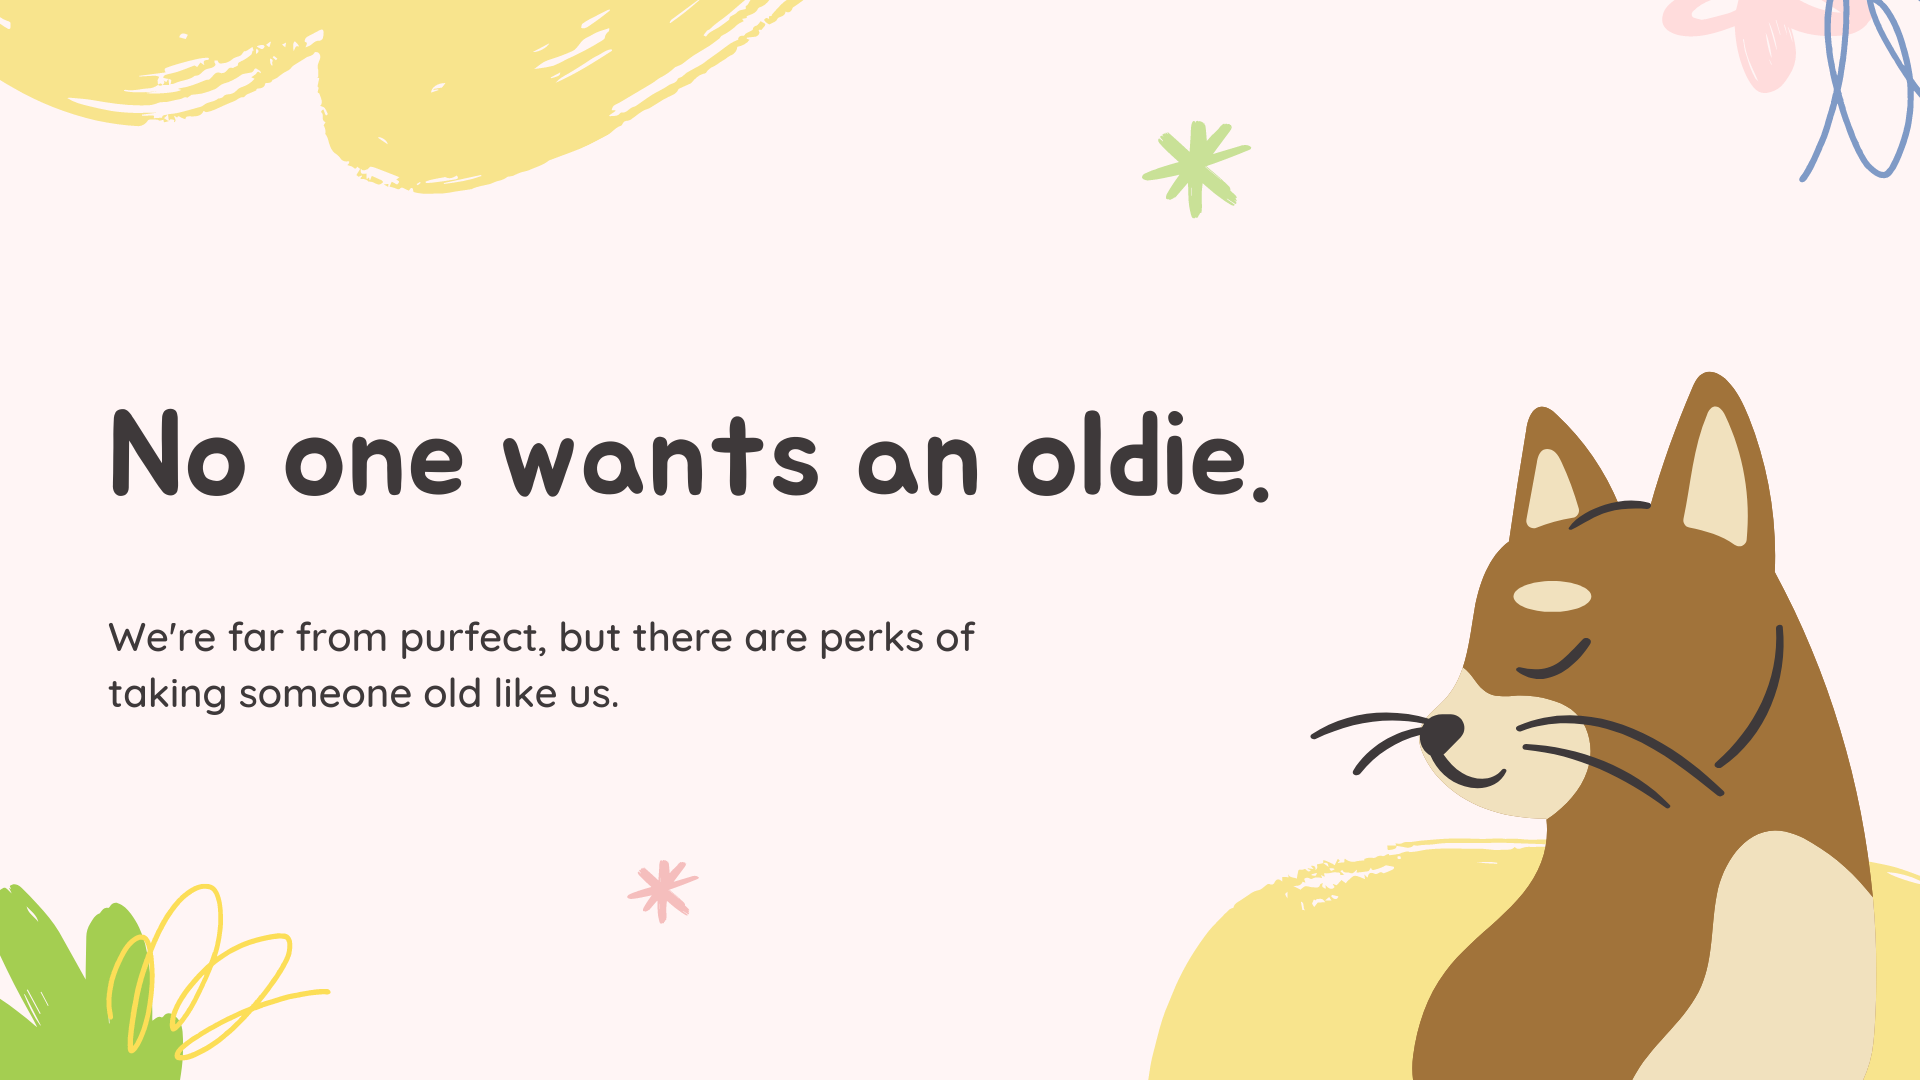 No one wants an oldie.
We're far from purfect, but there are perks of
taking someone old like us.